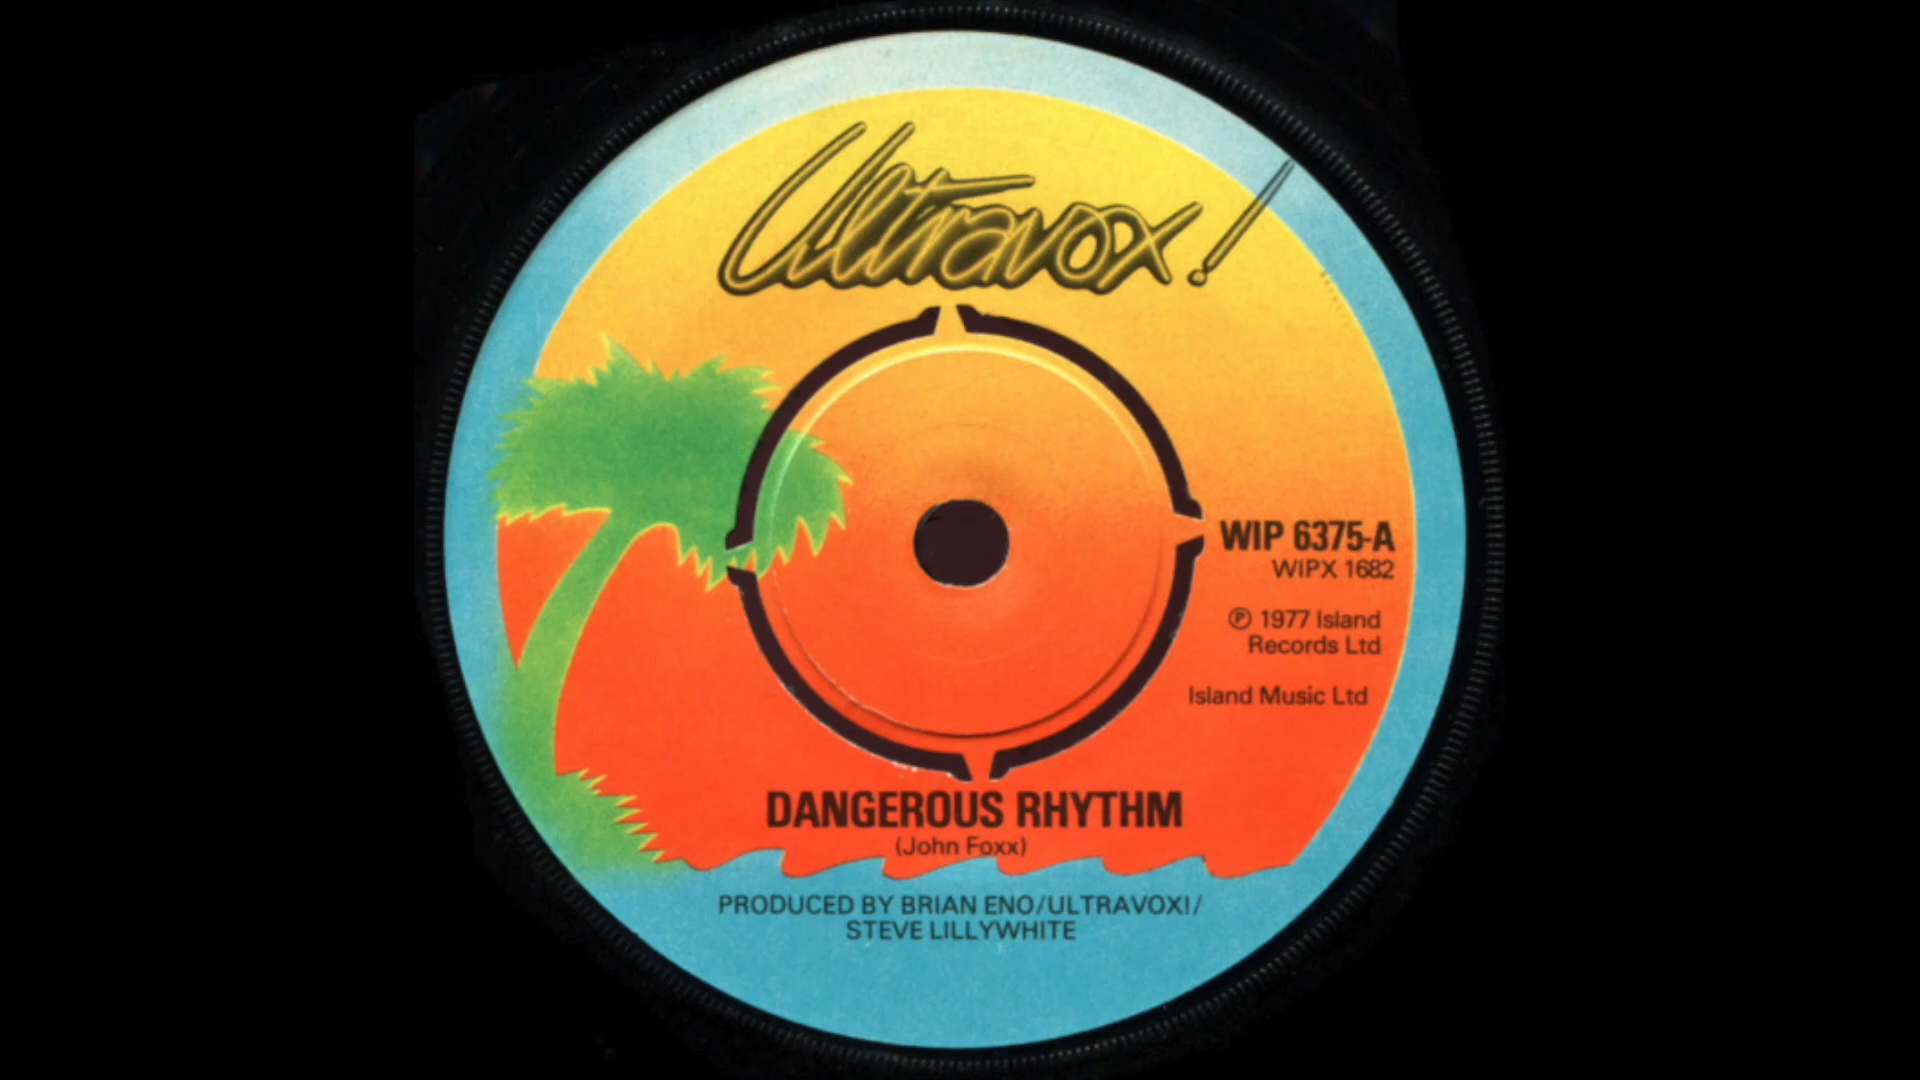 Ultravox!
WIP 6375-A
WIPX 1682
℗ 1977 Island
Records Ltd
Island Music Ltd
DANGEROUS RHYTHM
(John Foxx)
PRODUCED BY BRIAN ENO/ULTRAVOX!/
STEVE LILLYWHITE